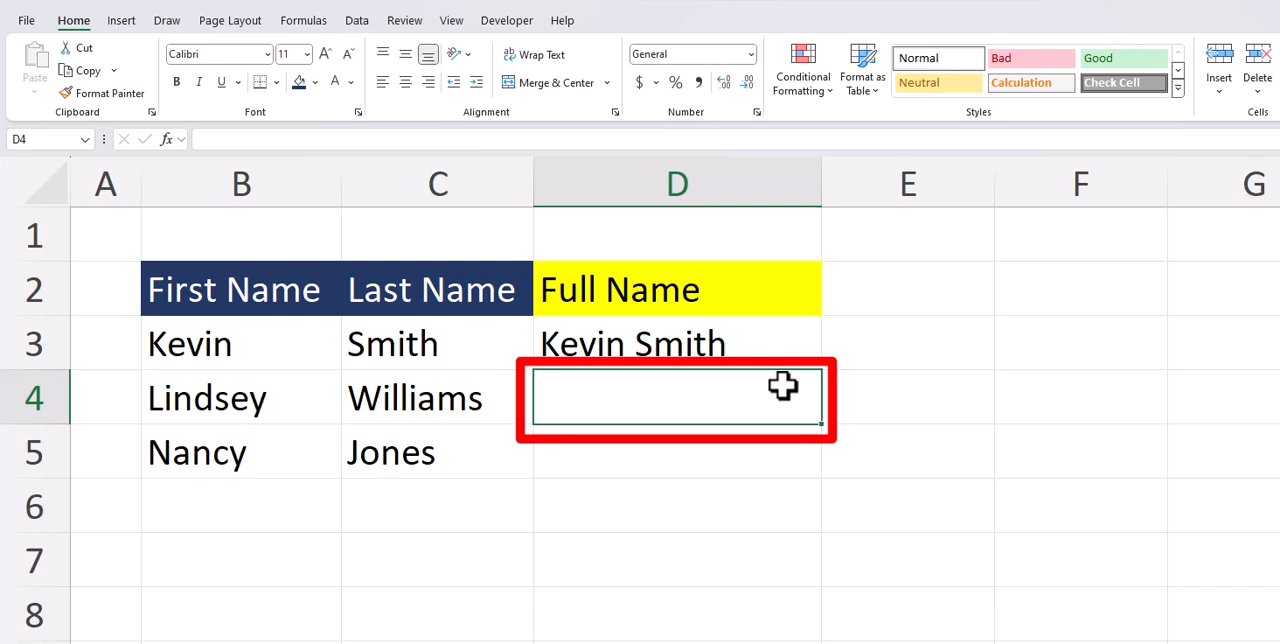 File Home Insert Draw Page Layout Formulas Data Review View Developer Help
Paste
Cut
Copy
Format Painter
Clipboard
Calibri 11 A A
B I U A
Font
ab Wrap Text
Merge & Center
Alignment
General
$ % 9
Number
Conditional Formatting
Format as Table
Normal Bad Good
Neutral Calculation Check Cell
Styles
Insert Delete
Cells
D4 fx
A B C D E F G
1
2 First Name Last Name Full Name
3 Kevin Smith Kevin Smith
4 Lindsey Williams
5 Nancy Jones
6
7
8